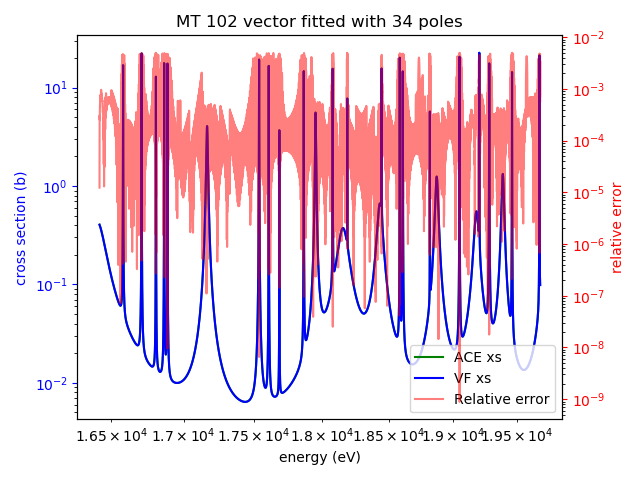 MT 102 vector fitted with 34 poles
cross section (b)
10¹
10⁰
10⁻¹
10⁻²
10⁻²
10⁻³
10⁻⁴
10⁻⁵
10⁻⁶
10⁻⁷
10⁻⁸
10⁻⁹
relative error
ACE xs
VF xs
Relative error
1.65 × 10⁴ 1.7 × 10⁴ 1.75 × 10⁴ 1.8 × 10⁴ 1.85 × 10⁴ 1.9 × 10⁴ 1.95 × 10⁴
energy (eV)